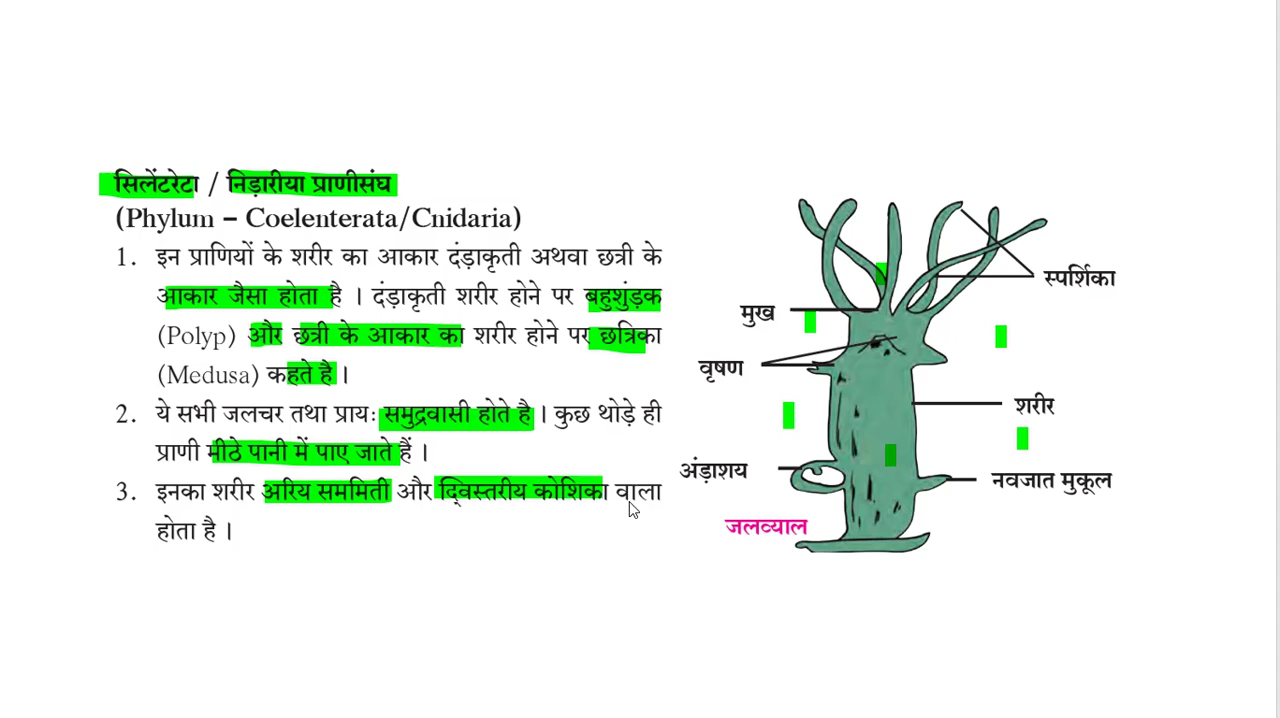 सिलेंटरेटा / निड़ारीया प्राणीसंघ
(Phylum – Coelenterata/Cnidaria)
1. इन प्राणियों के शरीर का आकार दंड़ाकृती अथवा छत्री के
आकार जैसा होता है । दंड़ाकृती शरीर होने पर बहुशुंड़क
(Polyp) और छत्री के आकार का शरीर होने पर छत्रिका
(Medusa) कहते है ।
2. ये सभी जलचर तथा प्रायः समुद्रवासी होते है । कुछ थोड़े ही
प्राणी मीठे पानी में पाए जाते हैं ।
3. इनका शरीर अरिय सममिती और द्‌विस्तरीय कोशिका वाला
होता है ।
स्पर्शिका
मुख
वृषण
शरीर
अंड़ाशय
नवजात मुकूल
जलव्याल